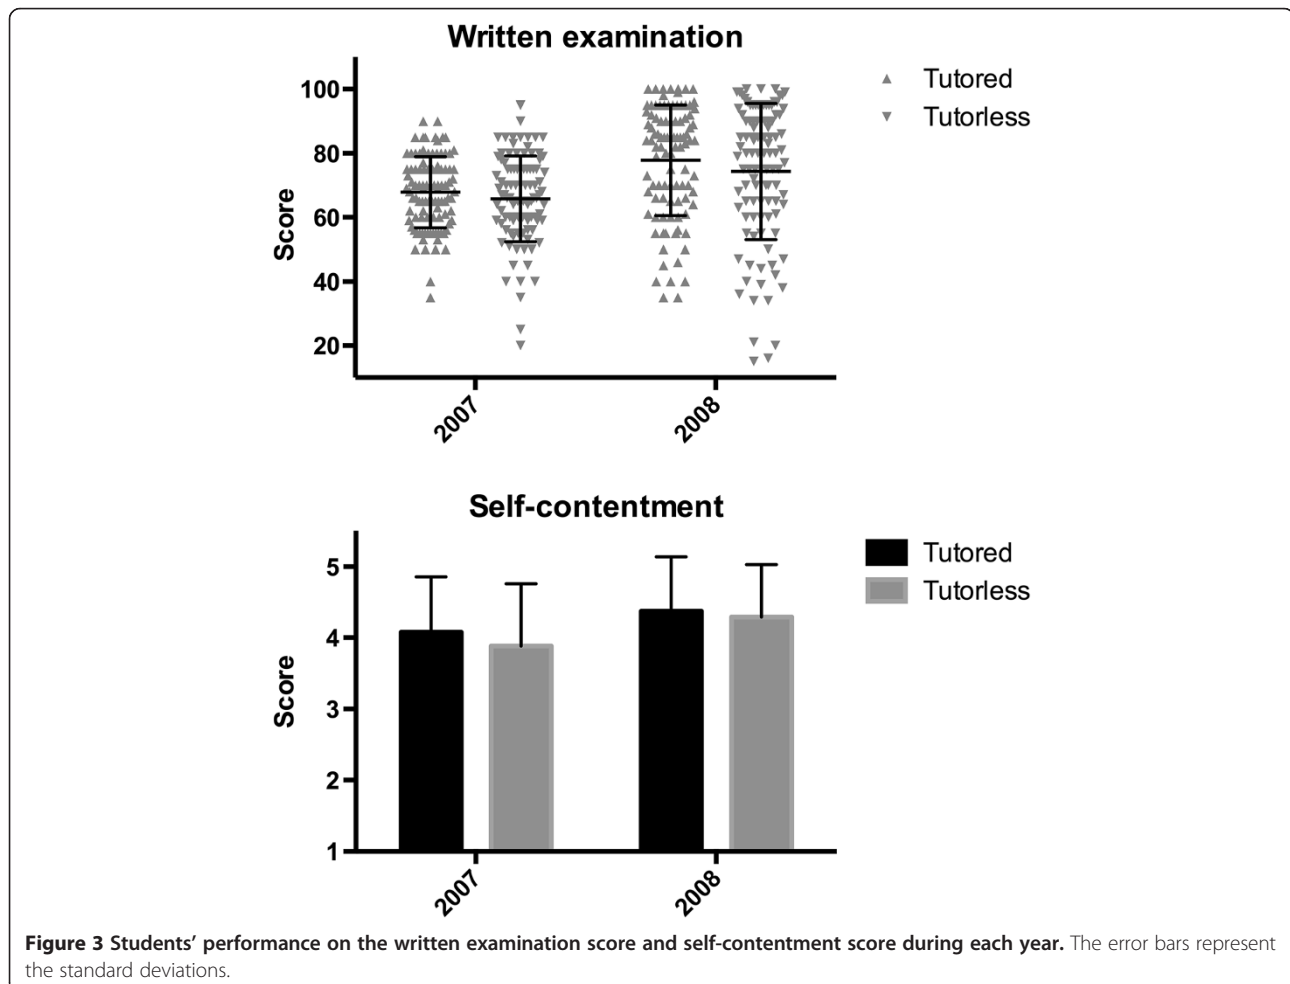 Written examination
100
80
60
40
20
Score
2007
2008
Tutored
Tutorless
Self-contentment
5
4
3
2
1
Score
2007
2008
Tutored
Tutorless
Figure 3 Students’ performance on the written examination score and self-contentment score during each year. The error bars represent
the standard deviations.